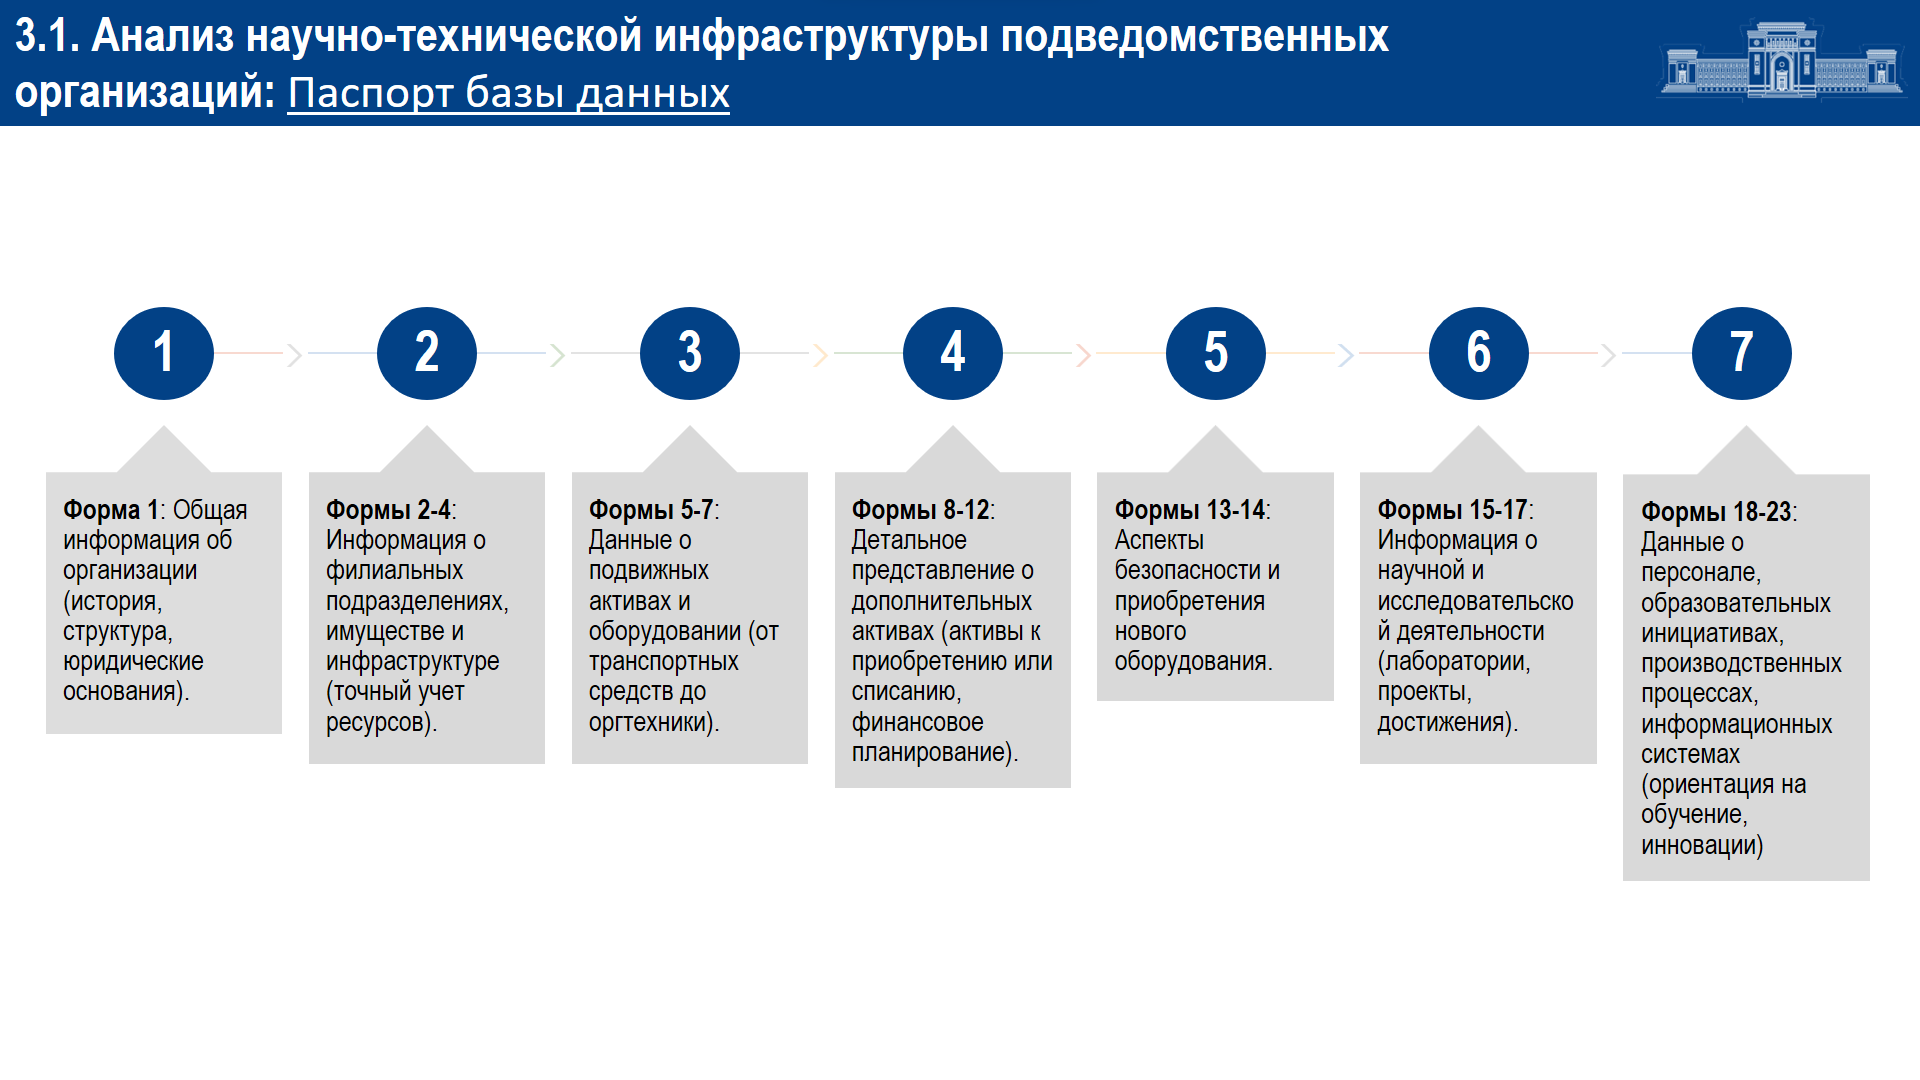 3.1. Анализ научно-технической инфраструктуры подведомственных
организаций: Паспорт базы данных
1
2
3
4
5
6
7
Форма 1: Общая
информация об
организации
(история,
структура,
юридические
основания).
Формы 2-4:
Информация о
филиальных
подразделениях,
имуществе и
инфраструктуре
(точный учет
ресурсов).
Формы 5-7:
Данные о
подвижных
активах и
оборудовании (от
транспортных
средств до
оргтехники).
Формы 8-12:
Детальное
представление о
дополнительных
активах (активы к
приобретению или
списанию,
финансовое
планирование).
Формы 13-14:
Аспекты
безопасности и
приобретения
нового
оборудования.
Формы 15-17:
Информация о
научной и
исследовательско
й деятельности
(лаборатории,
проекты,
достижения).
Формы 18-23:
Данные о
персонале,
образовательных
инициативах,
производственных
процессах,
информационных
системах
(ориентация на
обучение,
инновации)